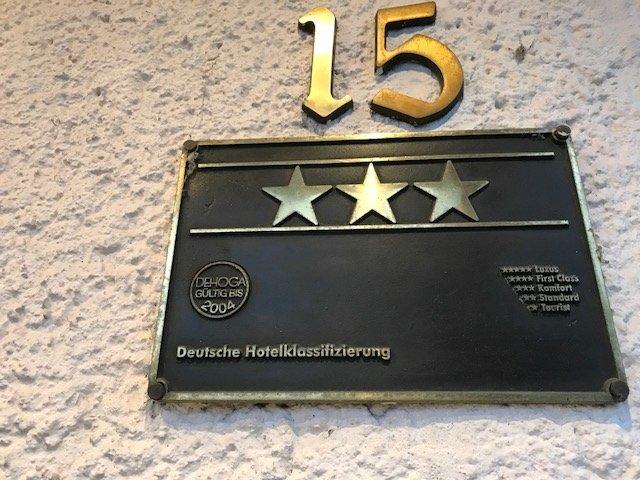 15
DEHOGA
GÜLTIG BIS
2004
***** Luxus
**** First Class
*** Komfort
** Standard
* Tourist
Deutsche Hotelklassifizierung